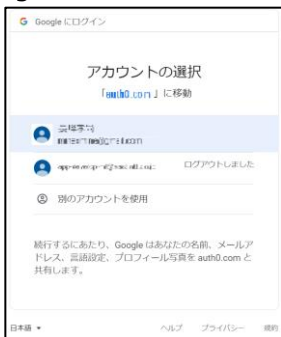 G Google にログイン
アカウントの選択
「auth0.com 」に移動
ログアウトしました
別のアカウントを使用
続行するにあたり、Google はあなたの名前、メールア
ドレス、言語設定、プロフィール写真を auth0.com と
共有します。
日本語 ヘルプ プライバシー 規約